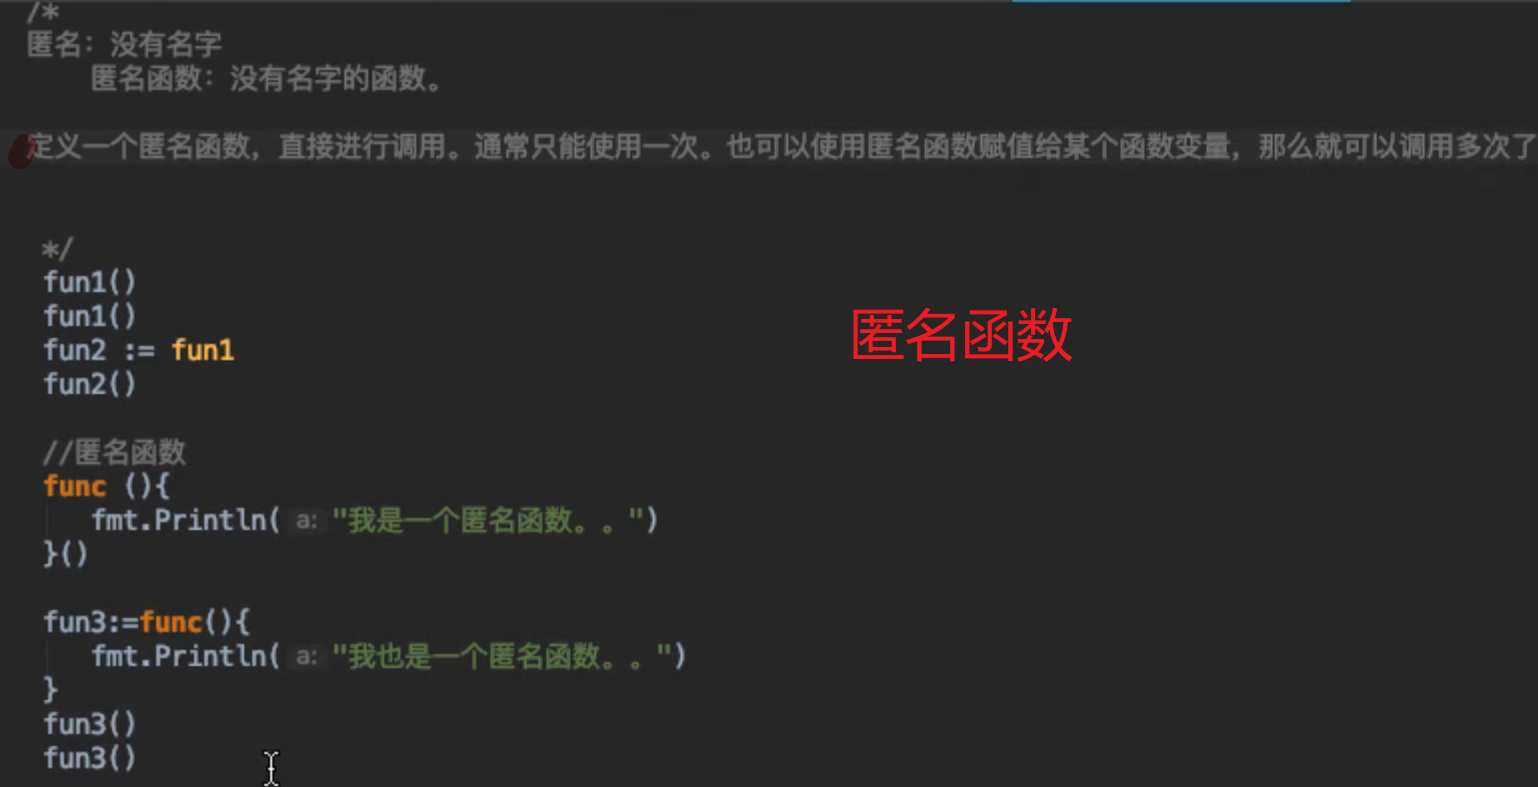 /*
匿名：没有名字
匿名函数：没有名字的函数。
定义一个匿名函数，直接进行调用。通常只能使用一次。也可以使用匿名函数赋值给某个函数变量，那么就可以调用多次了
*/
fun1()
fun1()
fun2 := fun1
fun2()
匿名函数
//匿名函数
func (){
fmt.Println( a: "我是一个匿名函数。。")
}()
fun3:=func(){
fmt.Println( a: "我也是一个匿名函数。。")
}
fun3()
fun3()